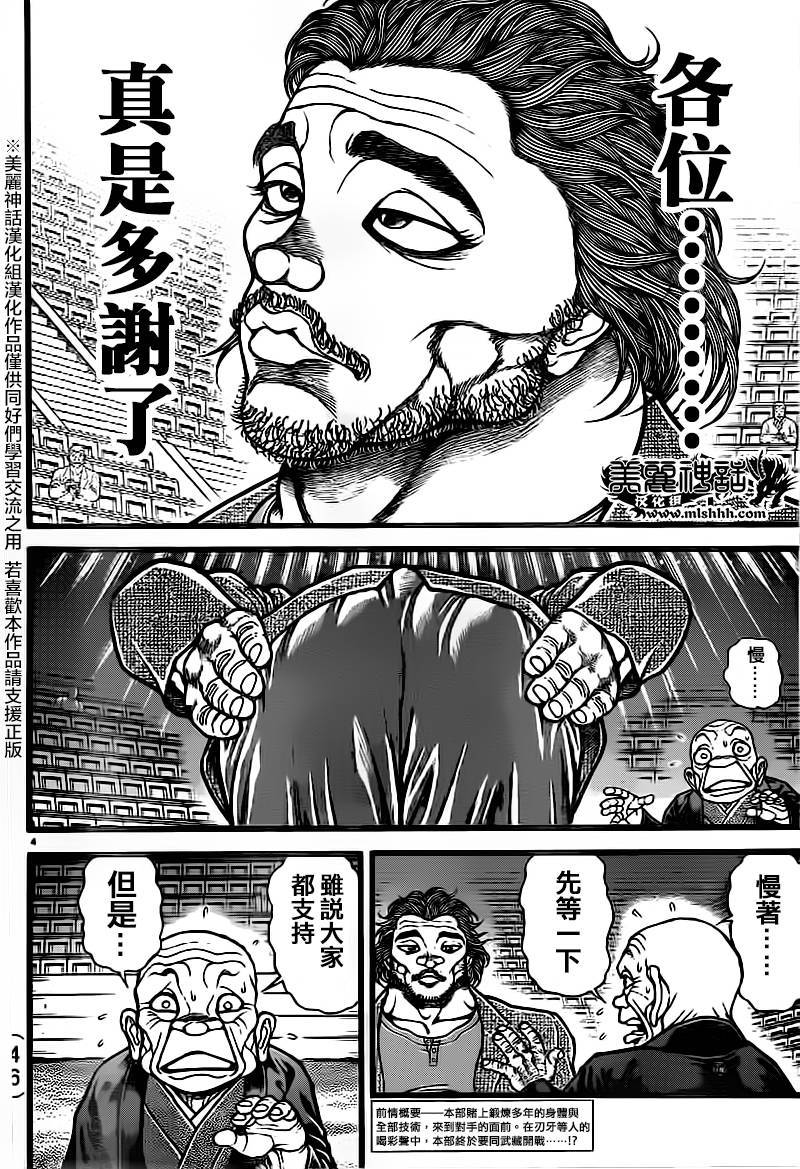 各位………………
真是多謝了
※美麗神話漢化組漢化作品僅供同好們學習交流之用 若喜歡本作品請支援正版
美麗神話
汉化组
www.mlshhh.com
慢……
4
慢著……
先等一下
雖說大家
都支持
但是…
前情概要——本部賭上鍛煉多年的身體與
全部技術，來到對手的面前。在刃牙等人的
喝彩聲中，本部終於要同武藏開戰……!?
(46)